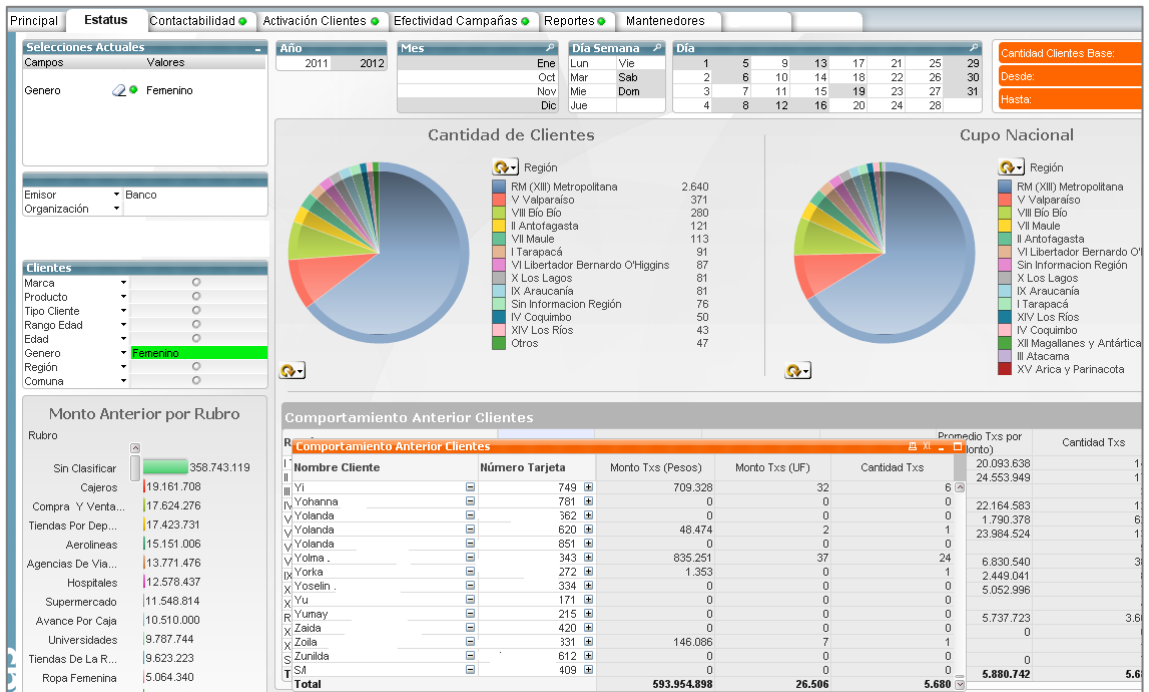 Principal Estatus Contactabilidad Activación Clientes Efectividad Campañas Reportes Mantenedores
Selecciones Actuales
Campos Valores
Genero Femenino
Emisor Banco
Organización
Clientes
Marca
Producto
Tipo Cliente
Rango Edad
Edad
Genero Femenino
Región
Comuna
Monto Anterior por Rubro
Rubro
Sin Clasificar 358.743.119
Cajeros 19.161.708
Compra Y Venta... 17.624.276
Tiendas Por Dep... 17.423.731
Aerolineas 15.151.006
Agencias De Via... 13.771.476
Hospitales 12.578.437
Supermercado 11.548.814
Avance Por Caja 10.510.000
Universidades 9.787.744
Tiendas De La R... 9.623.223
Ropa Femenina 5.064.340
Año
2011 2012
Mes
Ene
Oct
Nov
Dic
Día Semana
Lun Vie
Mar Sab
Mie Dom
Jue
Día
1 5 9 13 17 21 25 29
2 6 10 14 18 22 26 30
3 7 11 15 19 23 27 31
4 8 12 16 20 24 28
Cantidad Clientes Base:
Desde:
Hasta:
Cantidad de Clientes
Región
RM (XIII) Metropolitana 2.640
V Valparaíso 371
VIII Bío Bío 280
II Antofagasta 121
VII Maule 113
I Tarapacá 91
VI Libertador Bernardo O'Higgins 87
X Los Lagos 81
IX Araucanía 81
Sin Informacion Región 76
IV Coquimbo 50
XIV Los Ríos 43
Otros 47
Cupo Nacional
Región
RM (XIII) Metropolitana
V Valparaíso
VIII Bío Bío
VII Maule
II Antofagasta
VI Libertador Bernardo O'H
Sin Informacion Región
X Los Lagos
IX Araucanía
I Tarapacá
XIV Los Ríos
IV Coquimbo
XII Magallanes y Antártica
III Atacama
XV Arica y Parinacota
Comportamiento Anterior Clientes
Comportamiento Anterior Clientes
Nombre Cliente Número Tarjeta Monto Txs (Pesos) Monto Txs (UF) Cantidad Txs
Yi 749 709.328 32 6
Yohanna 781 0 0 0
Yolanda 362 0 0 0
Yolanda 620 48.474 2 1
Yolanda 851 0 0 0
Yolma . 343 835.251 37 24
Yorka 272 1.353 0 1
Yoselin . 334 0 0 0
Yu 171 0 0 0
Yumay 215 0 0 0
Zaida 420 0 0 0
Zoila 331 146.086 7 1
Zunilda 612 0 0 0
S/I 409 0 0 0
Total 593.954.898 26.506 5.680
Promedio Txs por
Cantidad Txs
20.093.638
24.553.949
22.164.583
1.790.378
23.984.524
6.830.540
2.449.041
5.052.996
5.737.723
0
0
5.880.742